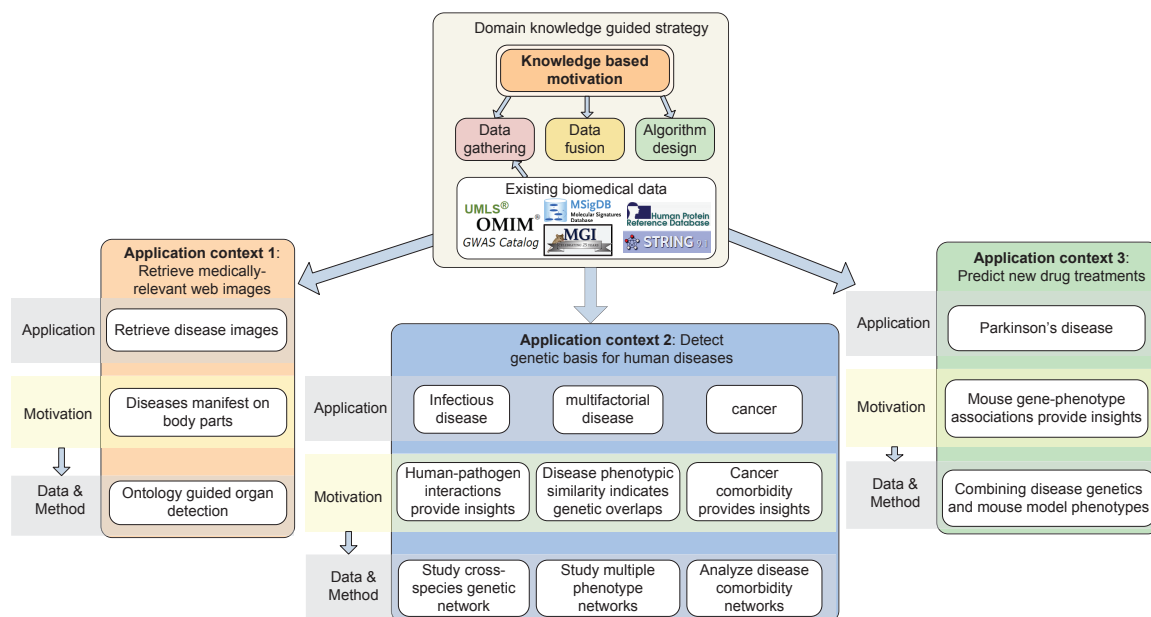 Domain knowledge guided strategy
Knowledge based
motivation
Data
gathering
Data
fusion
Algorithm
design
Existing biomedical data
UMLS®
OMIM®
GWAS Catalog
MSigDB
Molecular Signatures
Database
MGI
Human Protein
Reference Database
STRING 9.1
Application context 1:
Retrieve medically-
relevant web images
Application
Retrieve disease images
Motivation
Diseases manifest on
body parts
Data &
Method
Ontology guided organ
detection
Application context 2: Detect
genetic basis for human diseases
Application
Infectious
disease
multifactorial
disease
cancer
Motivation
Human-pathogen
interactions
provide insights
Disease phenotypic
similarity indicates
genetic overlaps
Cancer
comorbidity
provides insights
Data &
Method
Study cross-
species genetic
network
Study multiple
phenotype
networks
Analyze disease
comorbidity
networks
Application context 3:
Predict new drug treatments
Application
Parkinson's disease
Motivation
Mouse gene-phenotype
associations provide insights
Data &
Method
Combining disease genetics
and mouse model phenotypes